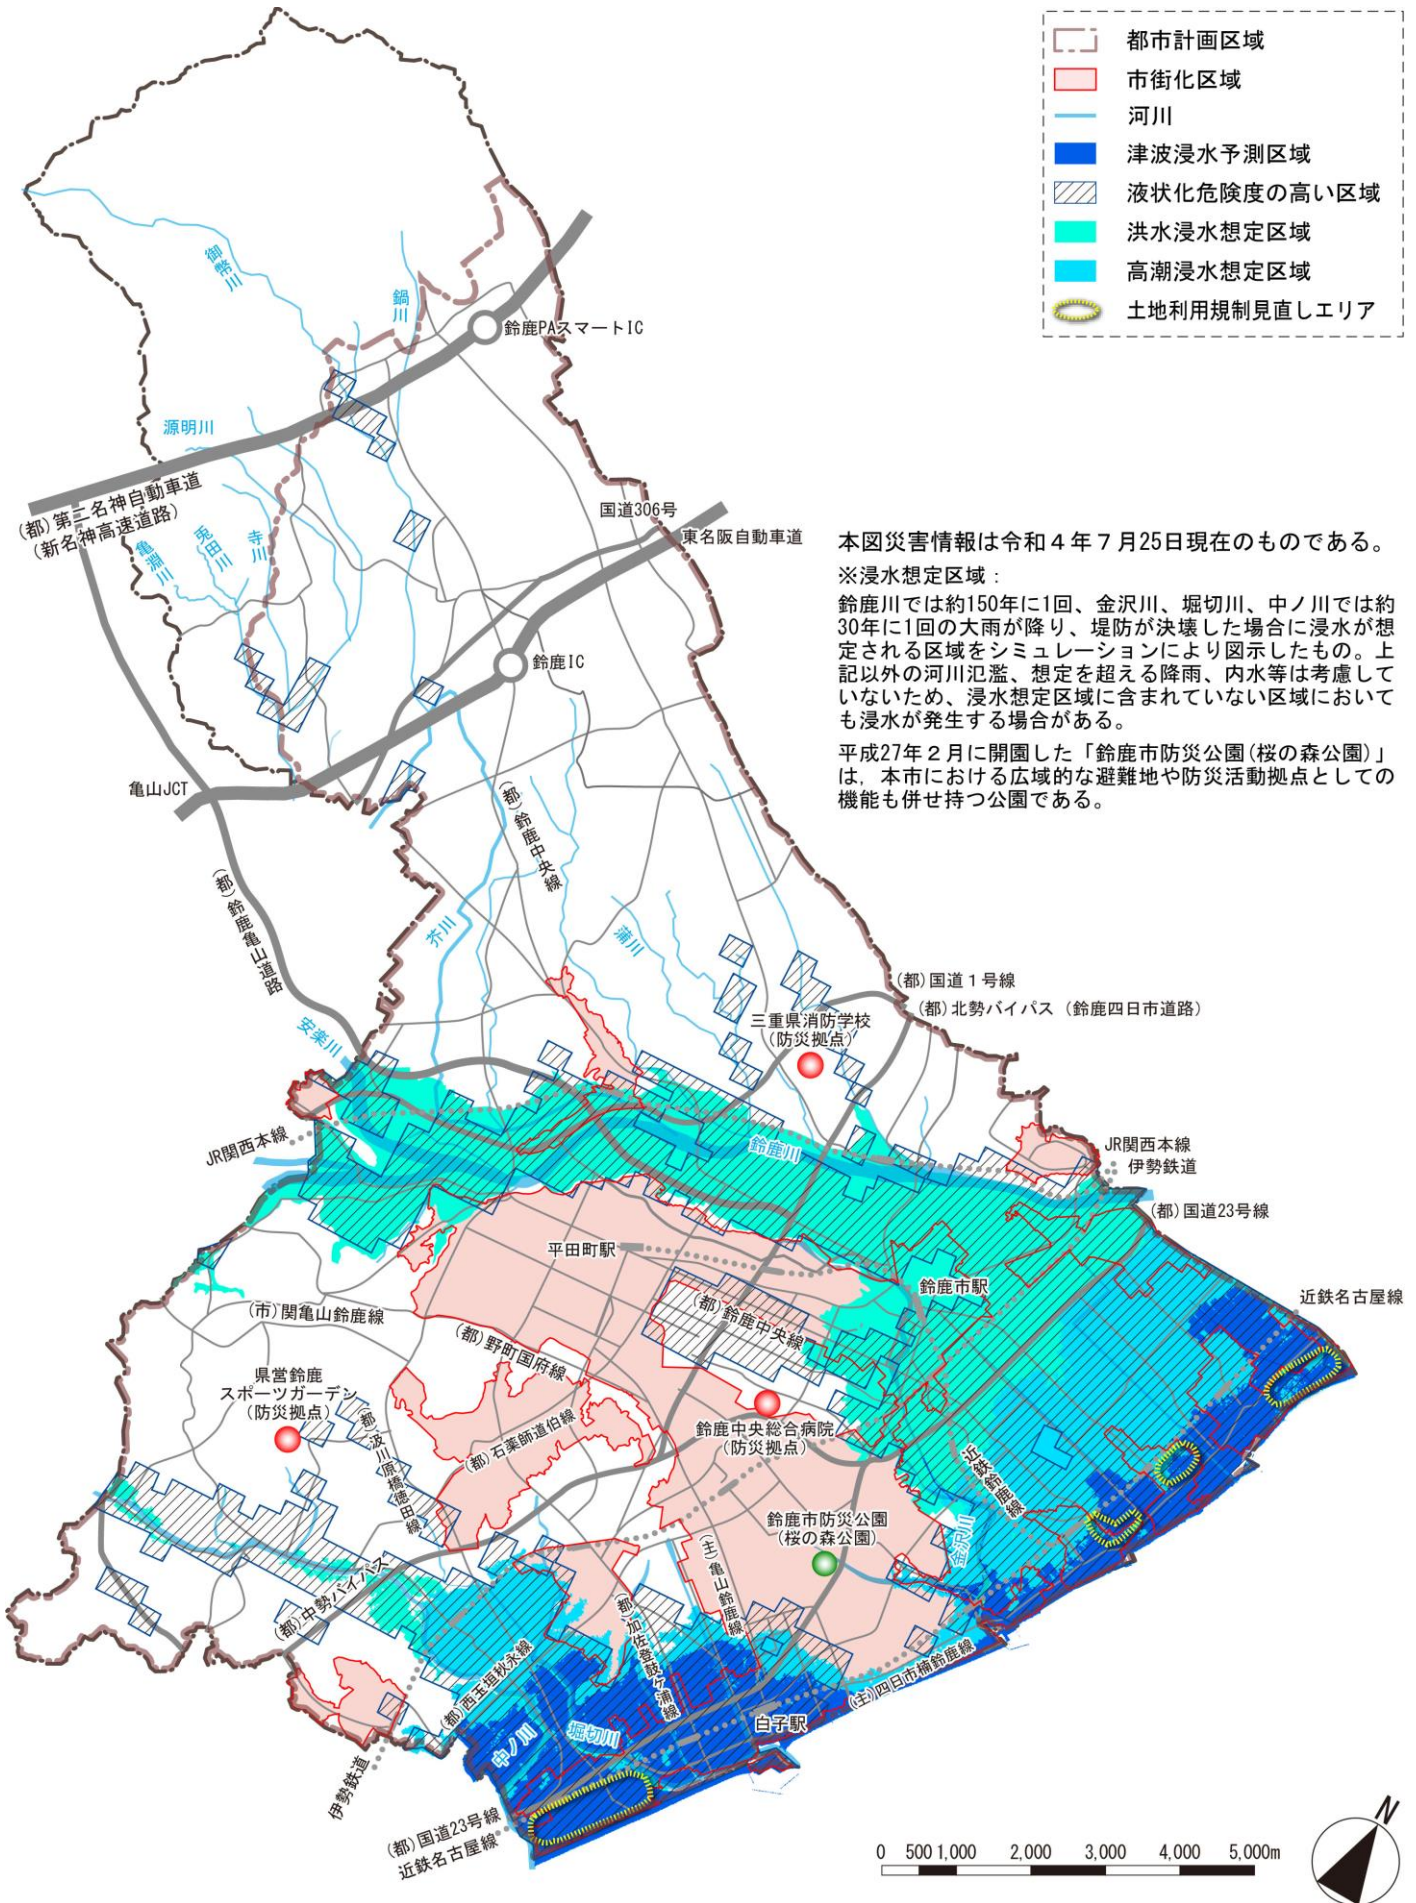 都市計画区域
市街化区域
河川
津波浸水予測区域
液状化危険度の高い区域
洪水浸水想定区域
高潮浸水想定区域
土地利用規制見直しエリア
御幣川
鍋川
鈴鹿PAスマートIC
源明川
(都)第二名神自動車道
(新名神高速道路)
亀淵川
兎田川
寺川
国道306号
東名阪自動車道
鈴鹿IC
亀山JCT
本図災害情報は令和４年７月25日現在のものである。
※浸水想定区域：
鈴鹿川では約150年に1回、金沢川、堀切川、中ノ川では約
30年に1回の大雨が降り、堤防が決壊した場合に浸水が想
定される区域をシミュレーションにより図示したもの。上
記以外の河川氾濫、想定を超える降雨、内水等は考慮して
いないため、浸水想定区域に含まれていない区域において
も浸水が発生する場合がある。
平成27年２月に開園した「鈴鹿市防災公園(桜の森公園)」
は，本市における広域的な避難地や防災活動拠点としての
機能も併せ持つ公園である。
(都)鈴鹿中央線
(都)鈴鹿亀山道路
芥川
蒲川
(都)国道１号線
(都)北勢バイパス（鈴鹿四日市道路）
三重県消防学校
(防災拠点)
安楽川
JR関西本線
鈴鹿川
JR関西本線
伊勢鉄道
(都)国道23号線
平田町駅
鈴鹿市駅
近鉄名古屋線
(市)関亀山鈴鹿線
(都)野町国府線
(都)鈴鹿中央線
県営鈴鹿
スポーツガーデン
(防災拠点)
(都)汲川原橋徳田線
(都)石薬師道伯線
鈴鹿中央総合病院
(防災拠点)
近鉄鈴鹿線
鈴鹿市防災公園
(桜の森公園)
金沢川
(主)亀山鈴鹿線
(都)中勢バイパス
(都)加佐登鼓ケ浦線
(都)西玉垣秋永線
(主)四日市楠鈴鹿線
白子駅
堀切川
中ノ川
伊勢鉄道
(都)国道23号線
近鉄名古屋線
0 500 1,000 2,000 3,000 4,000 5,000m
N